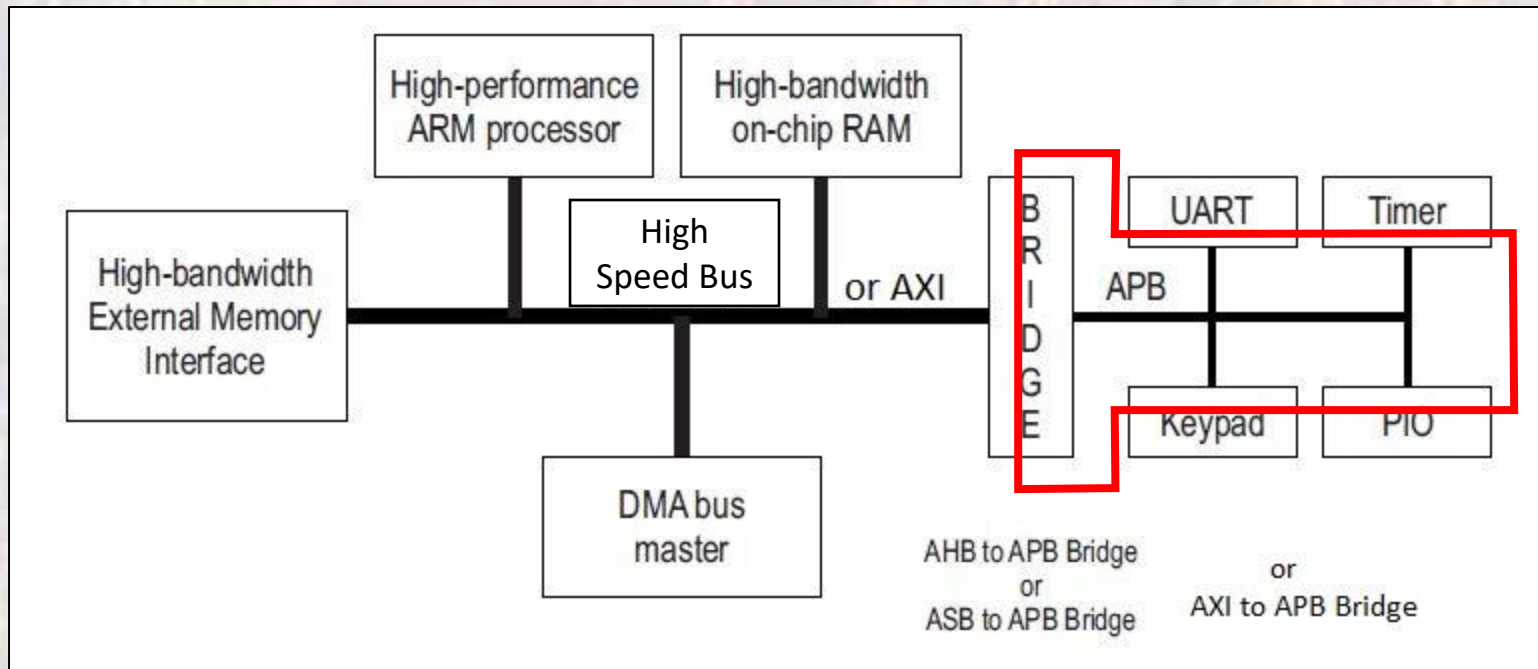 High-performance
ARM processor
High-bandwidth
on-chip RAM
High-bandwidth
External Memory
Interface
High
Speed Bus
or AXI
B
R
I
D
G
E
UART
Timer
APB
Keypad
PIO
DMA bus
master
AHB to APB Bridge
or
ASB to APB Bridge
or
AXI to APB Bridge